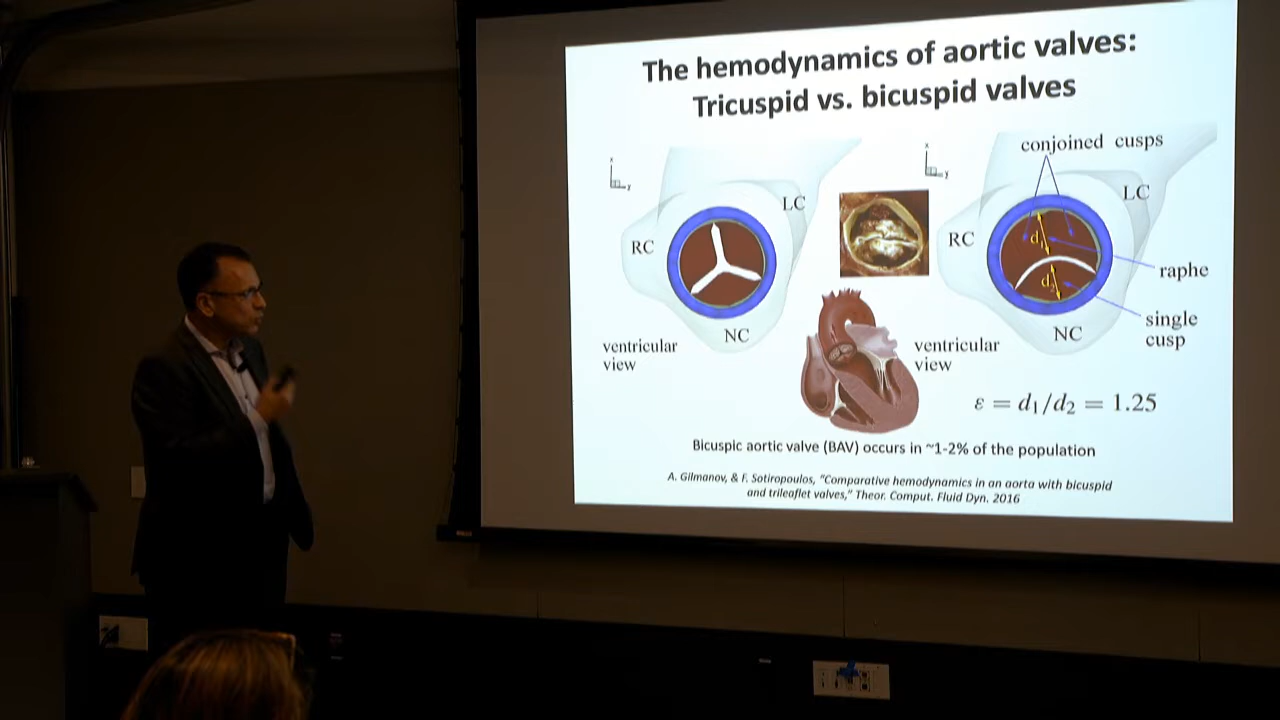 The hemodynamics of aortic valves:
Tricuspid vs. bicuspid valves
x
y
LC
RC
NC
ventricular
view
x
y
conjoined cusps
LC
RC
d1
d2
raphe
single
cusp
NC
ventricular
view
ε = d1/d2 = 1.25
Bicuspic aortic valve (BAV) occurs in ~1-2% of the population
A. Gilmanov, & F. Sotiropoulos, "Comparative hemodynamics in an aorta with bicuspid
and trileaflet valves," Theor. Comput. Fluid Dyn. 2016